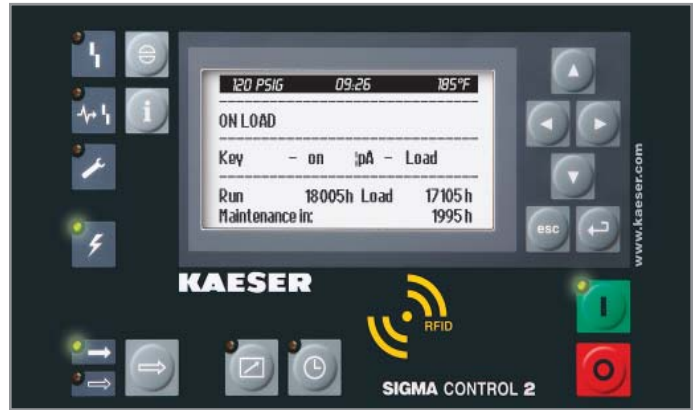 120 PSIG 09:26 185°F
ON LOAD
Key - on pA - Load
Run 18005h Load 17105h
Maintenance in: 1995h
esc
www.kaeser.com
KAESER
RFID
I
O
SIGMA CONTROL 2